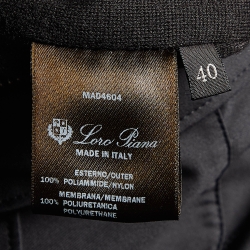 MAD4604
Loro Piana
MADE IN ITALY
ESTERNO/OUTER
100% POLIAMMIDE/NYLON
MEMBRANA/MEMBRANE
100% POLIURETANICA
POLYURETHANE
40